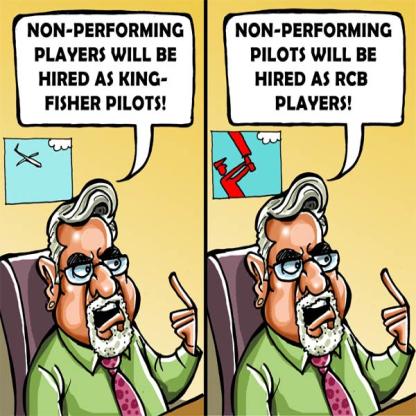 NON-PERFORMING
PLAYERS WILL BE
HIRED AS KING-
FISHER PILOTS!
NON-PERFORMING
PILOTS WILL BE
HIRED AS RCB
PLAYERS!